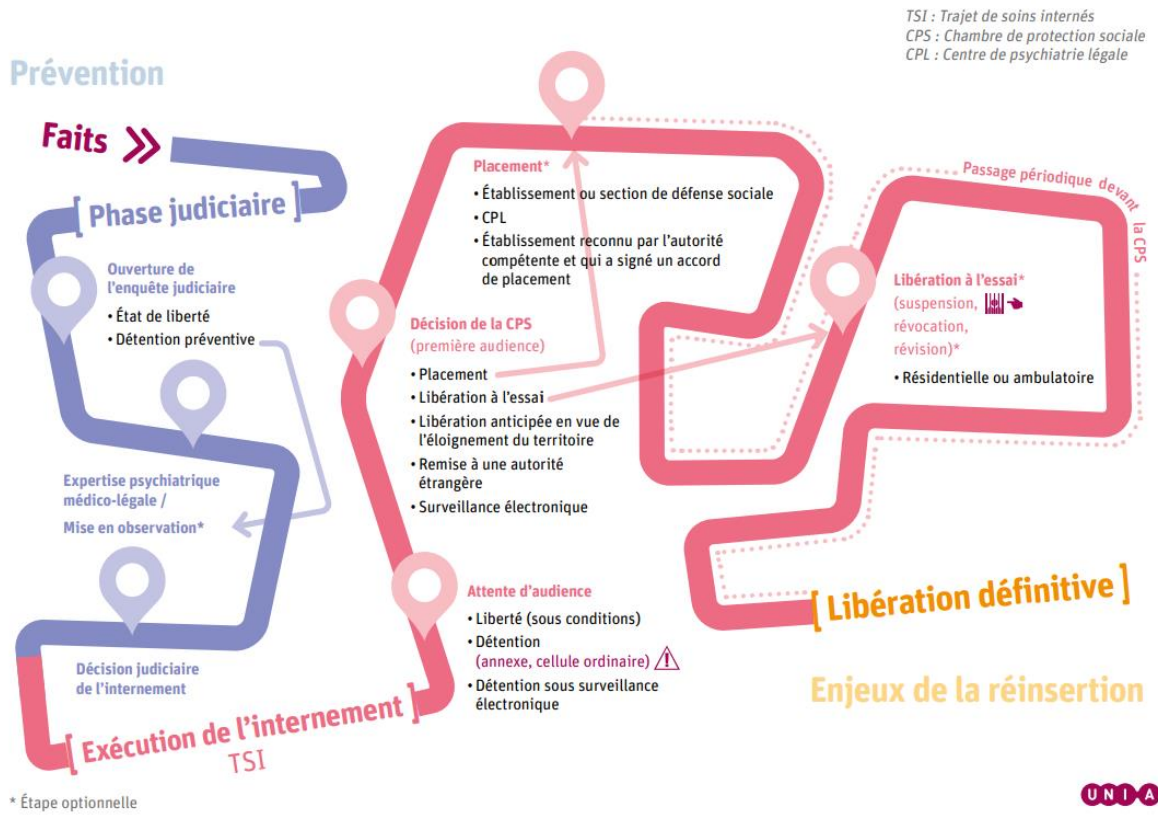 TSI : Trajet de soins internés
CPS : Chambre de protection sociale
CPL : Centre de psychiatrie légale
Prévention
Faits
[ Phase judiciaire ]
Ouverture de
l'enquête judiciaire
• État de liberté
• Détention préventive
Expertise psychiatrique
médico-légale /
Mise en observation*
Décision judiciaire
de l'internement
[ Exécution de l'internement ]
TSI
Attente d'audience
• Liberté (sous conditions)
• Détention
(annexe, cellule ordinaire)
• Détention sous surveillance
électronique
Décision de la CPS
(première audience)
• Placement
• Libération à l'essai
• Libération anticipée en vue de
l'éloignement du territoire
• Remise à une autorité
étrangère
• Surveillance électronique
Placement*
• Établissement ou section de défense sociale
• CPL
• Établissement reconnu par l'autorité
compétente et qui a signé un accord
de placement
Libération à l'essai*
(suspension,
révocation,
révision)*
• Résidentielle ou ambulatoire
Passage périodique devant la CPS
[ Libération définitive ]
Enjeux de la réinsertion
* Étape optionnelle
UNIA